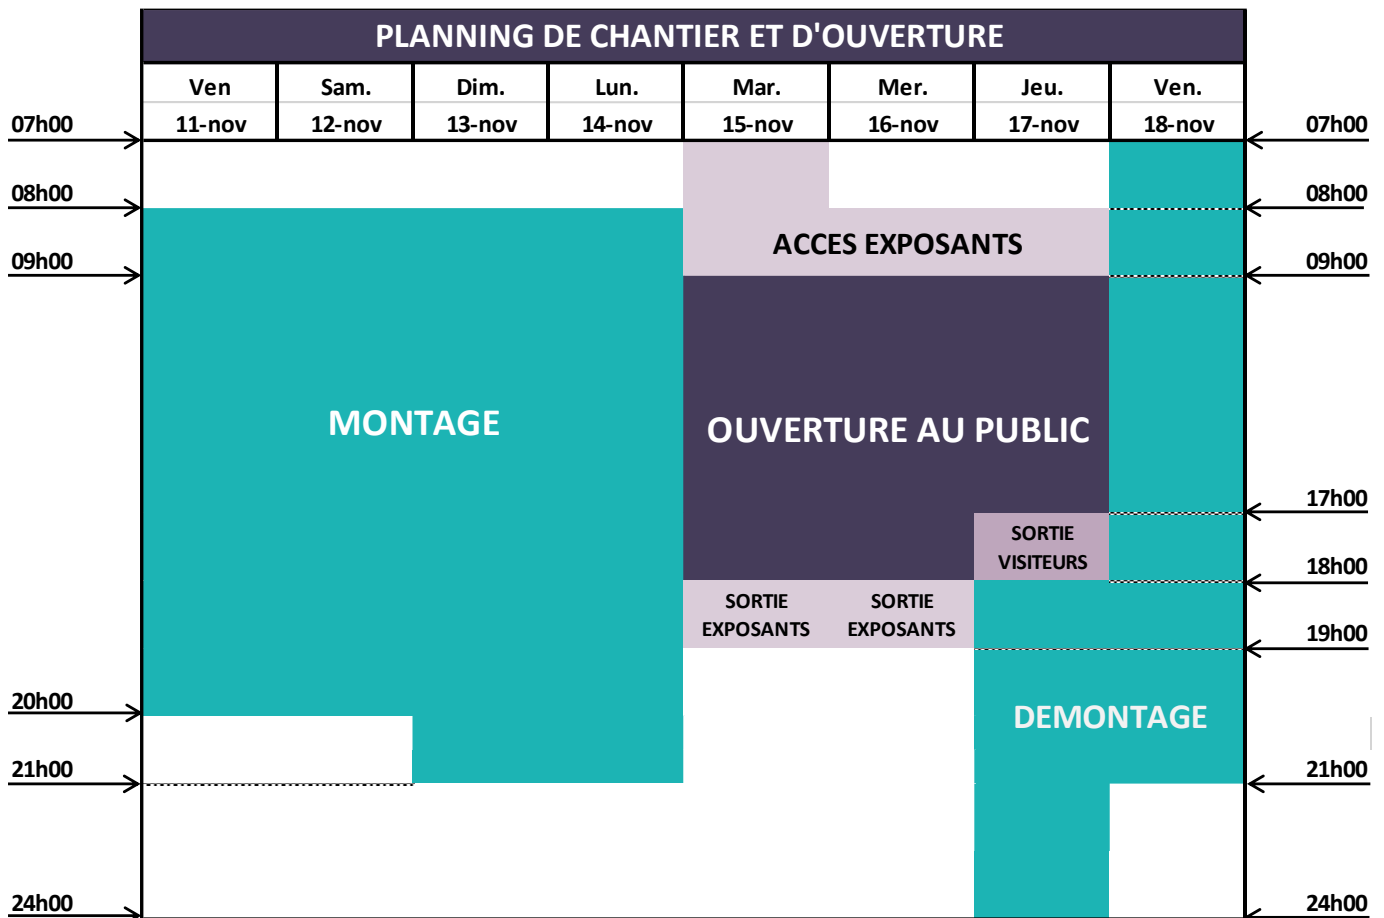 PLANNING DE CHANTIER ET D'OUVERTURE
Ven Sam. Dim. Lun. Mar. Mer. Jeu. Ven.
07h00 11-nov 12-nov 13-nov 14-nov 15-nov 16-nov 17-nov 18-nov 07h00
08h00 08h00
ACCES EXPOSANTS
09h00 09h00
MONTAGE OUVERTURE AU PUBLIC
17h00
SORTIE
VISITEURS
18h00
SORTIE SORTIE
EXPOSANTS EXPOSANTS
19h00
20h00
DEMONTAGE
21h00 21h00
24h00 24h00